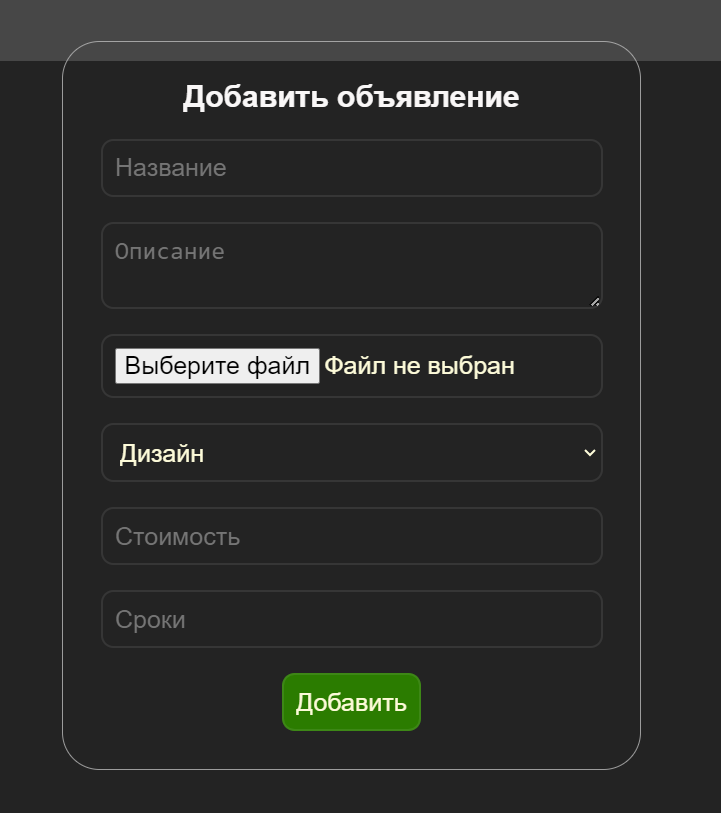 Добавить объявление
Название
Описание
Выберите файл Файл не выбран
Дизайн
Стоимость
Сроки
Добавить